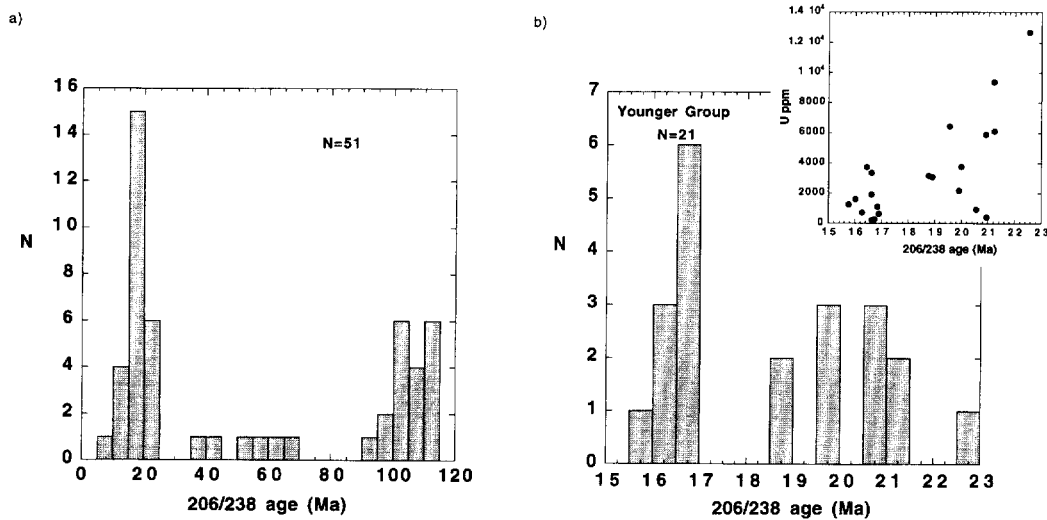 a)
16
14
12
10
8
6
4
2
0
N
N=51
0 20 40 60 80 100 120
206/238 age (Ma)
b)
7
6
5
4
3
2
1
0
N
Younger Group
N=21
15 16 17 18 19 20 21 22 23
206/238 age (Ma)
1.4 10⁴
1.2 10⁴
1 10⁴
8000
6000
4000
2000
0
U ppm
15 16 17 18 19 20 21 22 23
206/238 age (Ma)